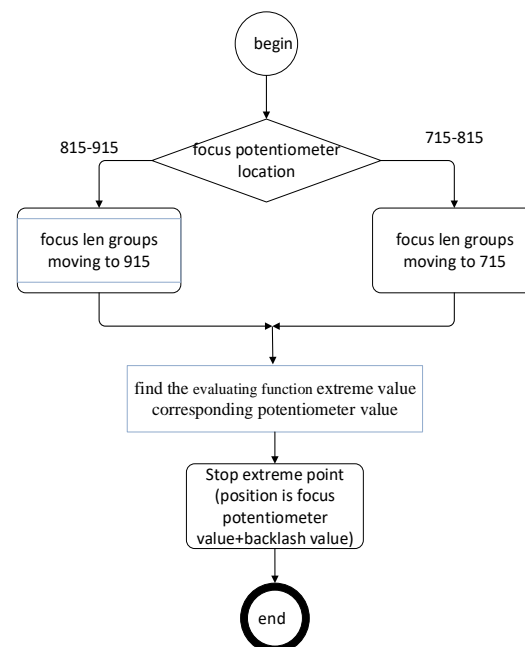 begin
focus potentiometer
location
815-915
715-815
focus len groups
moving to 915
focus len groups
moving to 715
find the evaluating function extreme value
corresponding potentiometer value
Stop extreme point
(position is focus
potentiometer
value+backlash value)
end